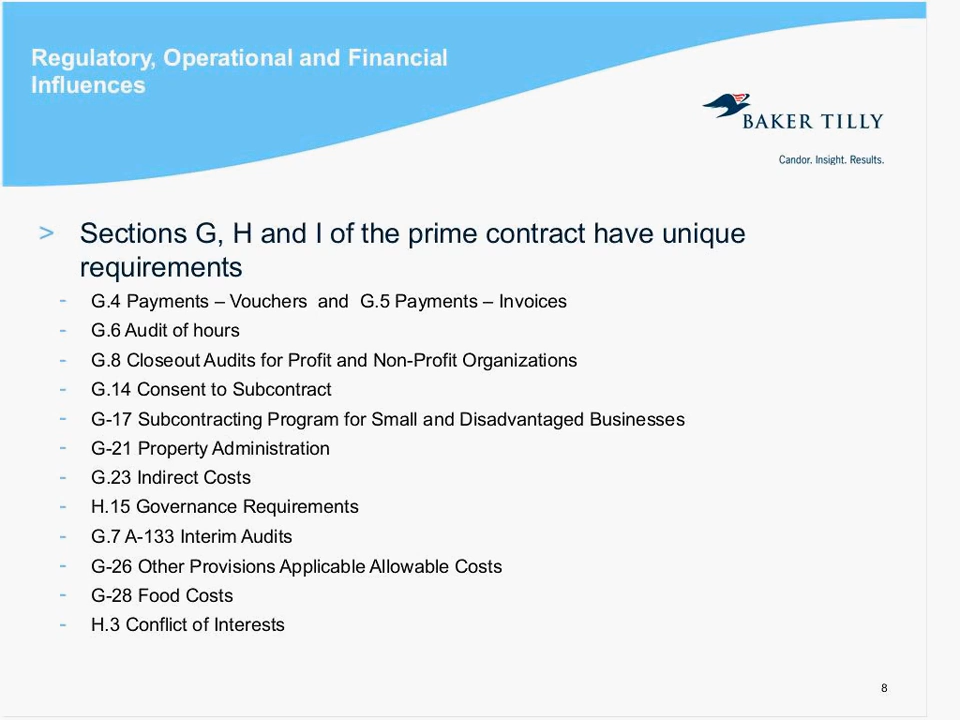 Regulatory, Operational and Financial
Influences
BAKER TILLY
Candor. Insight. Results.
> Sections G, H and I of the prime contract have unique
requirements
- G.4 Payments – Vouchers and G.5 Payments – Invoices
- G.6 Audit of hours
- G.8 Closeout Audits for Profit and Non-Profit Organizations
- G.14 Consent to Subcontract
- G-17 Subcontracting Program for Small and Disadvantaged Businesses
- G-21 Property Administration
- G.23 Indirect Costs
- H.15 Governance Requirements
- G.7 A-133 Interim Audits
- G-26 Other Provisions Applicable Allowable Costs
- G-28 Food Costs
- H.3 Conflict of Interests
8